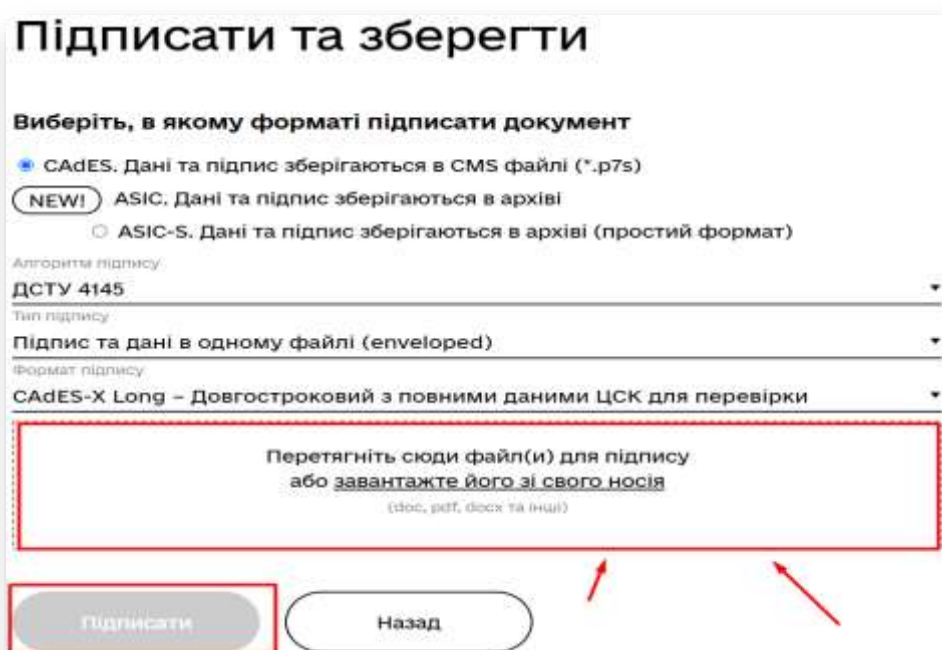 Підписати та зберегти
Виберіть, в якому форматі підписати документ
CAdES. Дані та підпис зберігаються в CMS файлі (*.p7s)
NEW! ASIC. Дані та підпис зберігаються в архіві
ASIC-S. Дані та підпис зберігаються в архіві (простий формат)
Алгоритм підпису
ДСТУ 4145
Тип підпису
Підпис та дані в одному файлі (enveloped)
Формат підпису
CAdES-X Long – Довгостроковий з повними даними ЦСК для перевірки
Перетягніть сюди файл(и) для підпису
або завантажте його зі свого носія
(doc, pdf, docx та інші)
Підписати Назад